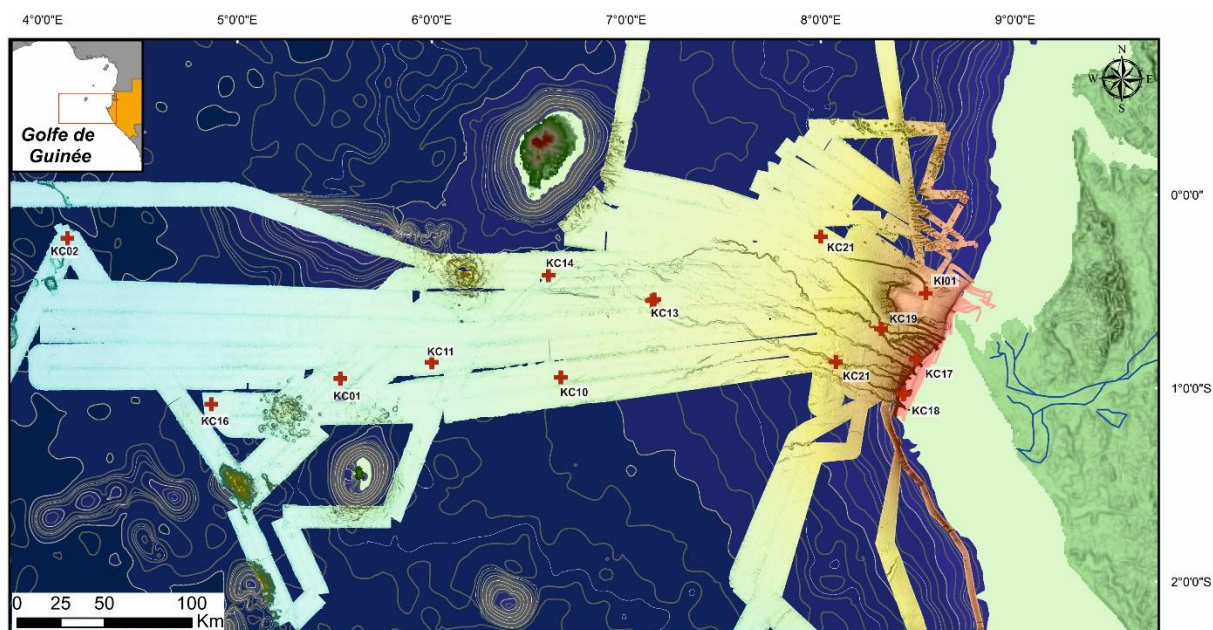 4°0'0"E
5°0'0"E
6°0'0"E
7°0'0"E
8°0'0"E
9°0'0"E
N
W E
S
Golfe de
Guinée
0°0'0"
KC02
KC14
KC21
KI01
KC13
KC19
KC11
KC17
KC01
KC10
KC21
1°0'0"S
KC16
KC18
2°0'0"S
0 25 50 100
Km